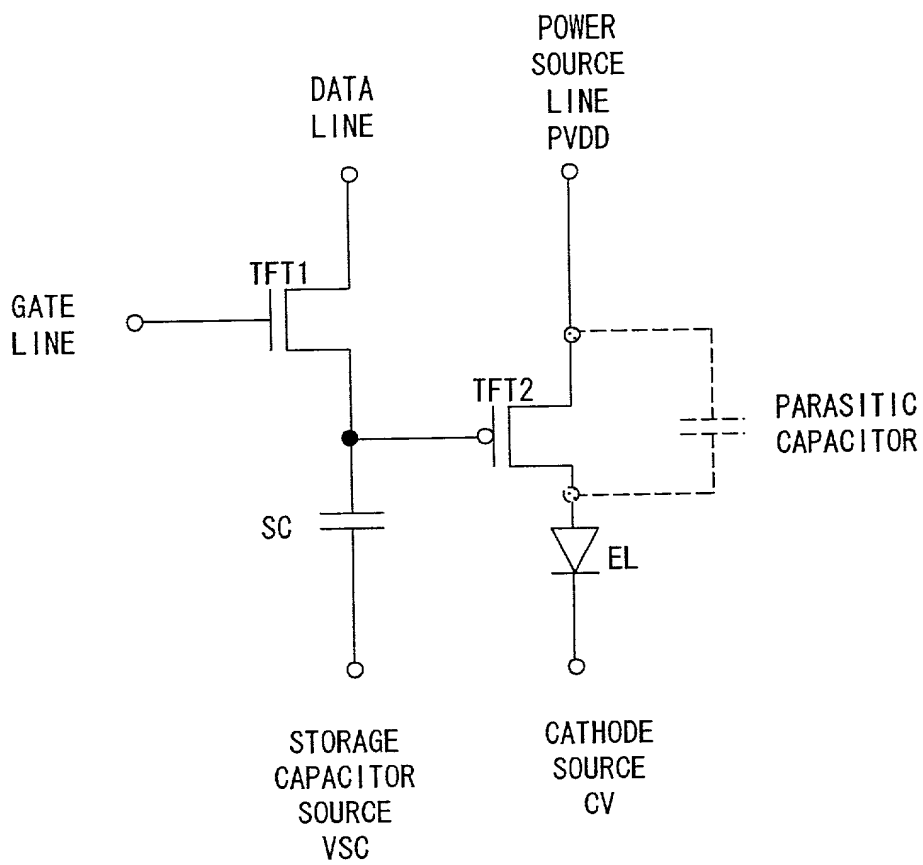 POWER
SOURCE
LINE
PVDD
DATA
LINE
TFT1
GATE
LINE
TFT2
PARASITIC
CAPACITOR
SC
EL
STORAGE
CAPACITOR
SOURCE
VSC
CATHODE
SOURCE
CV